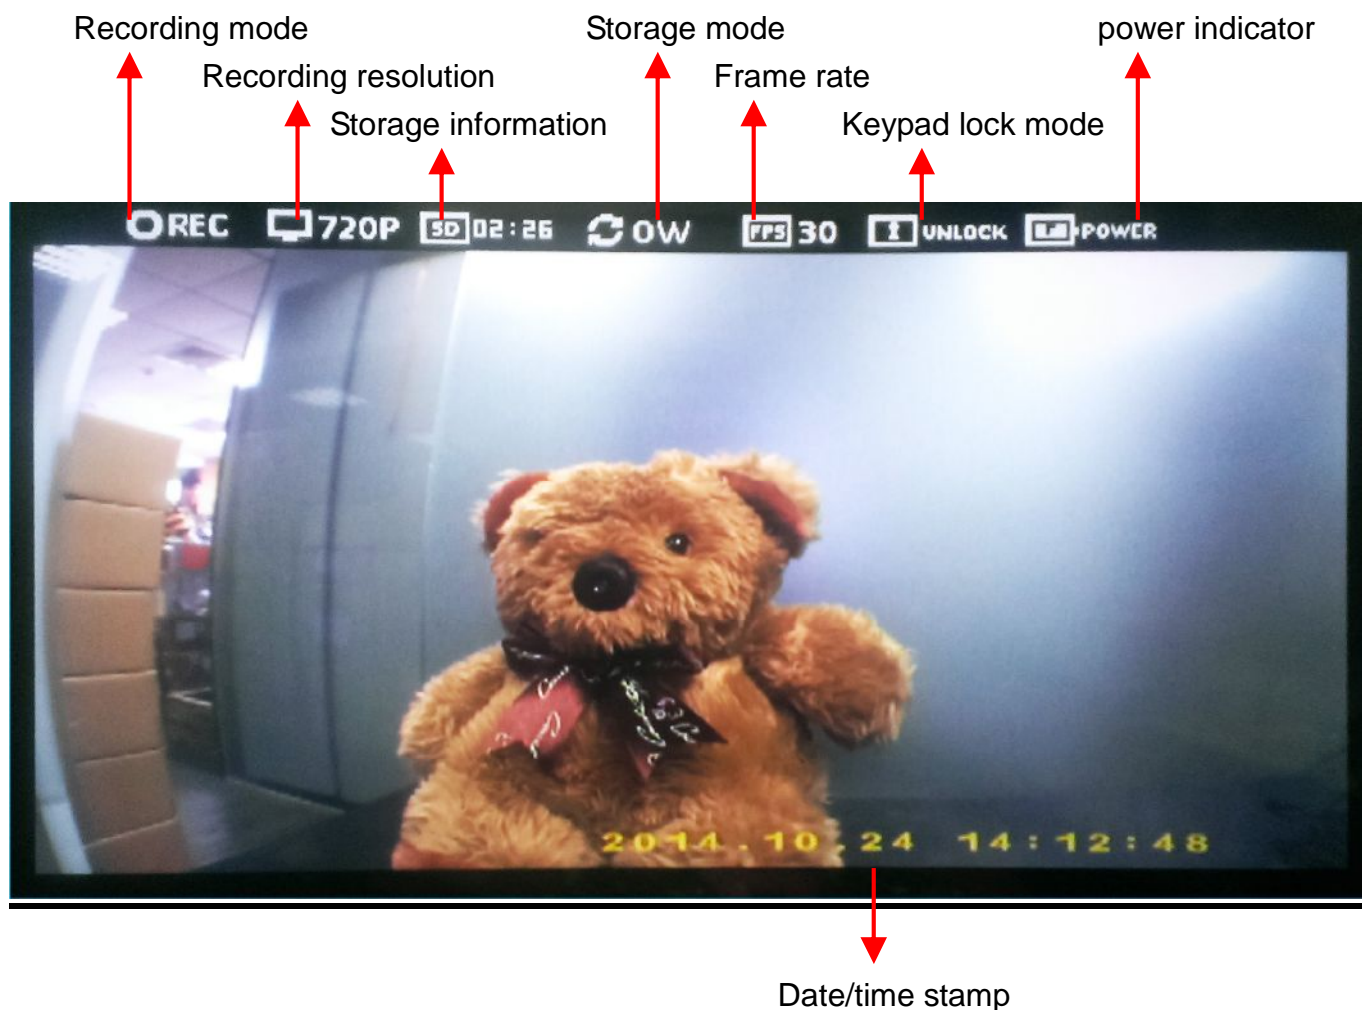 Recording mode
Storage mode
power indicator
Recording resolution
Frame rate
Storage information
Keypad lock mode
REC 720P SD 02:26 OW FPS 30 UNLOCK POWER
2014.10.24 14:12:48
Date/time stamp